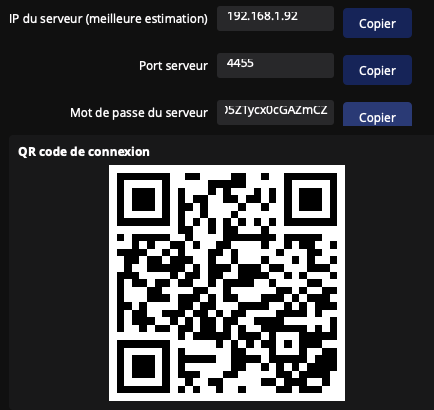 IP du serveur (meilleure estimation) 192.168.1.92 Copier
Port serveur 4455 Copier
Mot de passe du serveur 5ZTycx0cGAZmCZ Copier
QR code de connexion